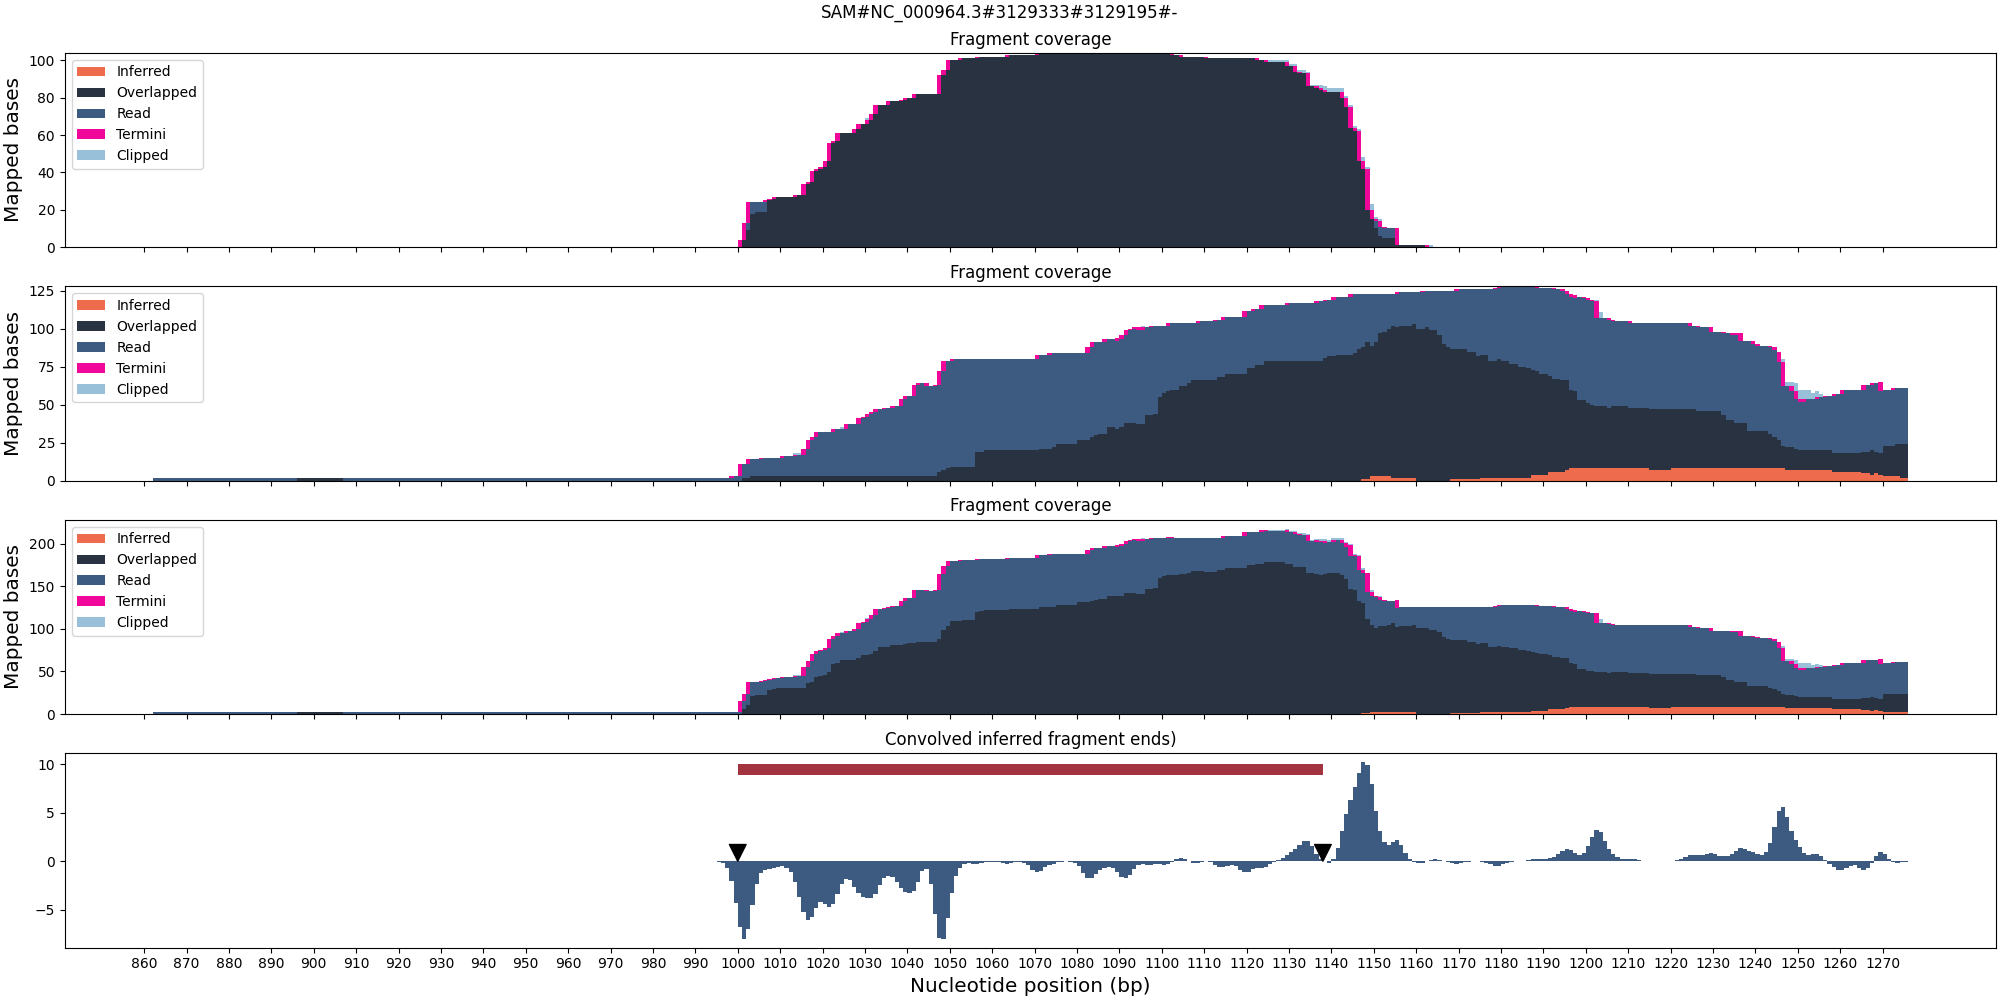 SAM#NC_000964.3#3129333#3129195#-
Fragment coverage
Mapped bases
100
80
60
40
20
0
Inferred
Overlapped
Read
Termini
Clipped
Fragment coverage
Mapped bases
125
100
75
50
25
0
Inferred
Overlapped
Read
Termini
Clipped
Fragment coverage
Mapped bases
200
150
100
50
0
Inferred
Overlapped
Read
Termini
Clipped
Convolved inferred fragment ends)
10
5
0
−5
860 870 880 890 900 910 920 930 940 950 960 970 980 990 1000 1010 1020 1030 1040 1050 1060 1070 1080 1090 1100 1110 1120 1130 1140 1150 1160 1170 1180 1190 1200 1210 1220 1230 1240 1250 1260 1270
Nucleotide position (bp)